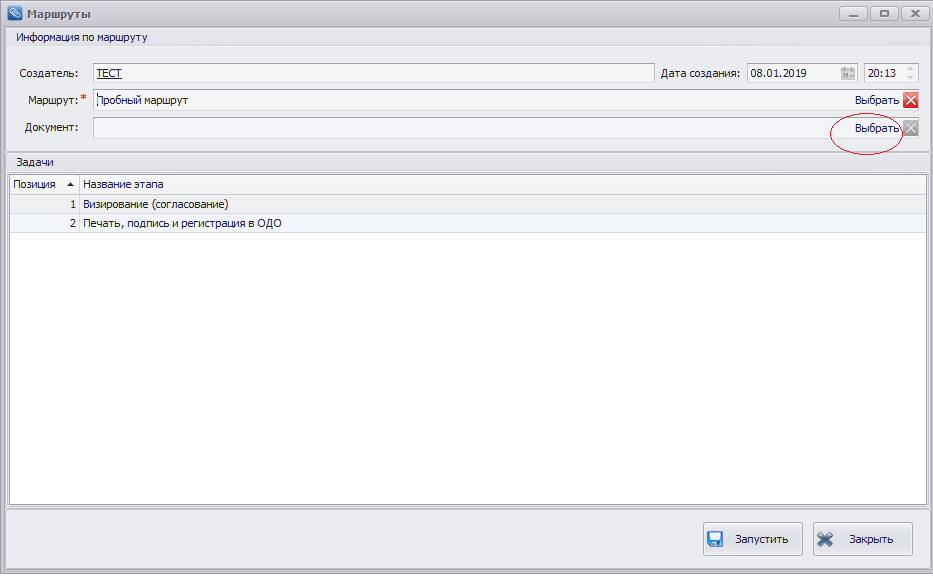 Маршруты
Информация по маршруту
Создатель: ТЕСТ Дата создания: 08.01.2019 20:13
Маршрут:* Пробный маршрут Выбрать
Документ: Выбрать
Задачи
Позиция Название этапа
1 Визирование (согласование)
2 Печать, подпись и регистрация в ОДО
Запустить Закрыть